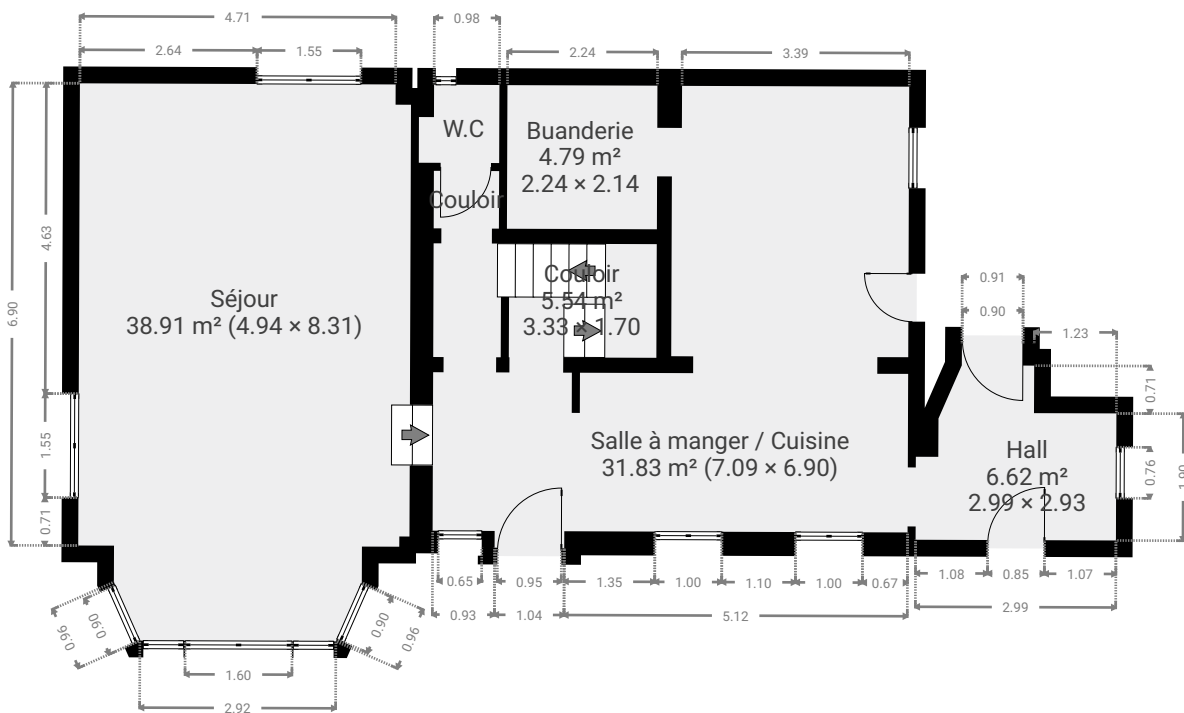 4.71
0.98
2.64
1.55
2.24
3.39
W.C
Buanderie
4.79 m²
2.24 × 2.14
Couloir
4.63
6.90
Séjour
38.91 m² (4.94 × 8.31)
Couloir
5.54 m²
3.33 × 1.70
0.91
0.90
1.23
0.71
1.55
Salle à manger / Cuisine
31.83 m² (7.09 × 6.90)
Hall
6.62 m²
2.99 × 2.93
0.76
1.90
0.71
0.65
0.95
1.35
1.00
1.10
1.00
0.67
1.08
0.85
1.07
0.93
1.04
5.12
2.99
0.90
0.96
0.90
0.96
1.60
2.92